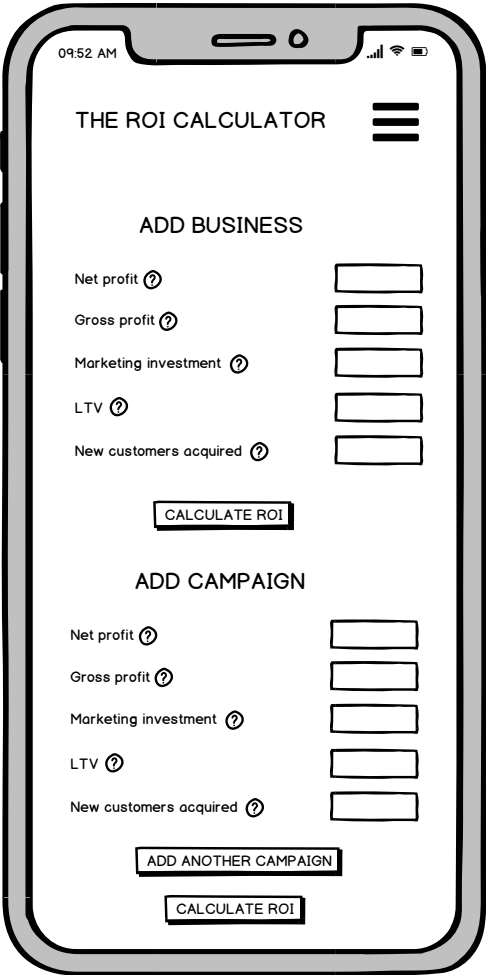 09:52 AM
THE ROI CALCULATOR
ADD BUSINESS
Net profit ?
Gross profit ?
Marketing investment ?
LTV ?
New customers acquired ?
CALCULATE ROI
ADD CAMPAIGN
Net profit ?
Gross profit ?
Marketing investment ?
LTV ?
New customers acquired ?
ADD ANOTHER CAMPAIGN
CALCULATE ROI